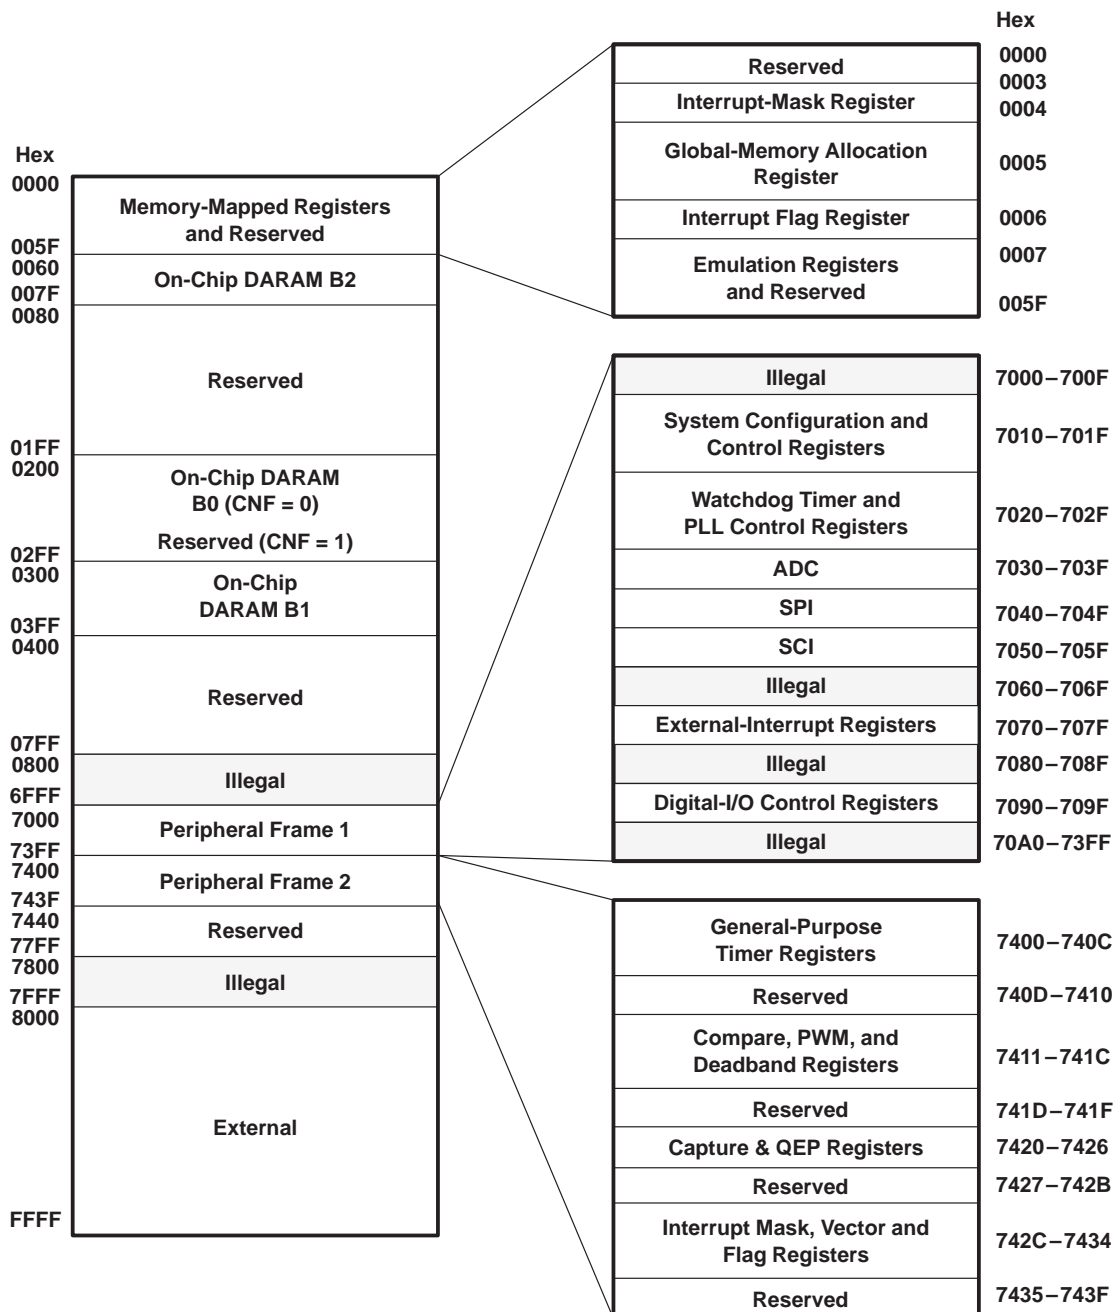 Hex
0000
Memory-Mapped Registers
and Reserved
005F
0060
On-Chip DARAM B2
007F
0080
Reserved
01FF
0200
On-Chip DARAM
B0 (CNF = 0)
Reserved (CNF = 1)
02FF
0300
On-Chip
DARAM B1
03FF
0400
Reserved
07FF
0800
Illegal
6FFF
7000
Peripheral Frame 1
73FF
7400
Peripheral Frame 2
743F
7440
Reserved
77FF
7800
Illegal
7FFF
8000
External
FFFF
Hex
Reserved
0000
0003
Interrupt-Mask Register
0004
Global-Memory Allocation
Register
0005
Interrupt Flag Register
0006
Emulation Registers
and Reserved
0007
005F
Illegal
7000–700F
System Configuration and
Control Registers
7010–701F
Watchdog Timer and
PLL Control Registers
7020–702F
ADC
7030–703F
SPI
7040–704F
SCI
7050–705F
Illegal
7060–706F
External-Interrupt Registers
7070–707F
Illegal
7080–708F
Digital-I/O Control Registers
7090–709F
Illegal
70A0–73FF
General-Purpose
Timer Registers
7400–740C
Reserved
740D–7410
Compare, PWM, and
Deadband Registers
7411–741C
Reserved
741D–741F
Capture & QEP Registers
7420–7426
Reserved
7427–742B
Interrupt Mask, Vector and
Flag Registers
742C–7434
Reserved
7435–743F